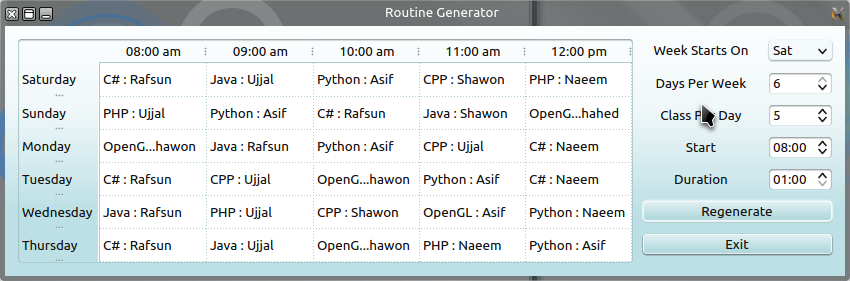 Routine Generator
08:00 am 09:00 am 10:00 am 11:00 am 12:00 pm
Saturday C# : Rafsun Java : Ujjal Python : Asif CPP : Shawon PHP : Naeem
Sunday PHP : Ujjal Python : Asif C# : Rafsun Java : Shawon OpenG...hahed
Monday OpenG...hawon Java : Rafsun Python : Asif CPP : Ujjal C# : Naeem
Tuesday C# : Rafsun CPP : Ujjal OpenG...hawon Python : Asif C# : Naeem
Wednesday Java : Rafsun PHP : Ujjal CPP : Shawon OpenGL : Asif Python : Naeem
Thursday C# : Rafsun Java : Ujjal OpenG...hawon PHP : Naeem Python : Asif
Week Starts On Sat
Days Per Week 6
Class Day 5
Start 08:00
Duration 01:00
Regenerate
Exit